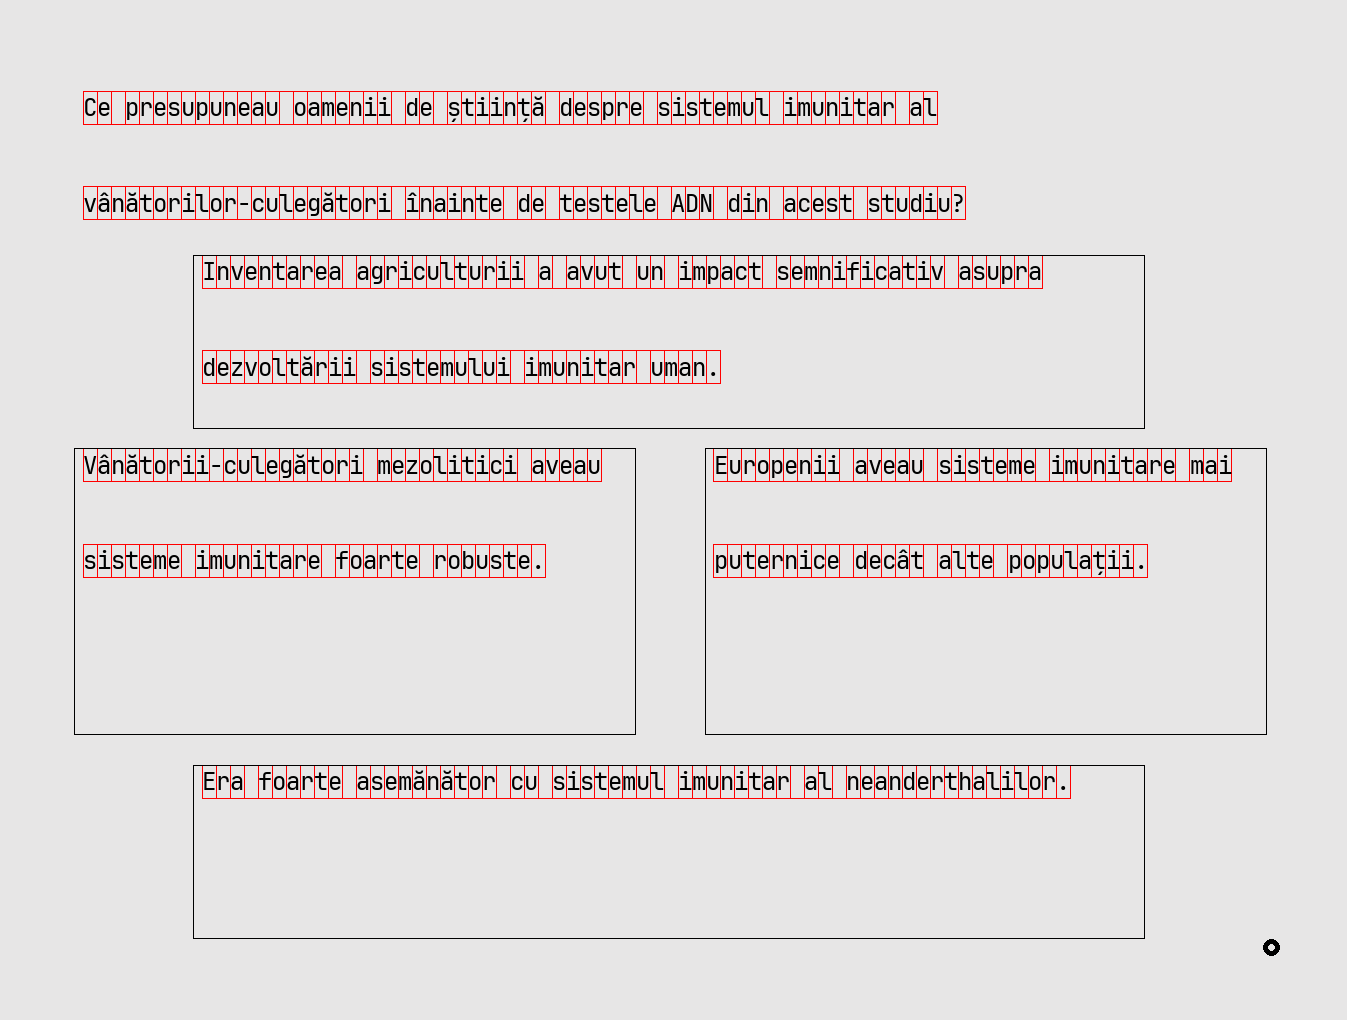 Ce presupuneau oamenii de știință despre sistemul imunitar al
vânătorilor-culegători înainte de testele ADN din acest studiu?
Inventarea agriculturii a avut un impact semnificativ asupra
dezvoltării sistemului imunitar uman.
Vânătorii-culegători mezolitici aveau
sisteme imunitare foarte robuste.
Europenii aveau sisteme imunitare mai
puternice decât alte populații.
Era foarte asemănător cu sistemul imunitar al neanderthalilor.